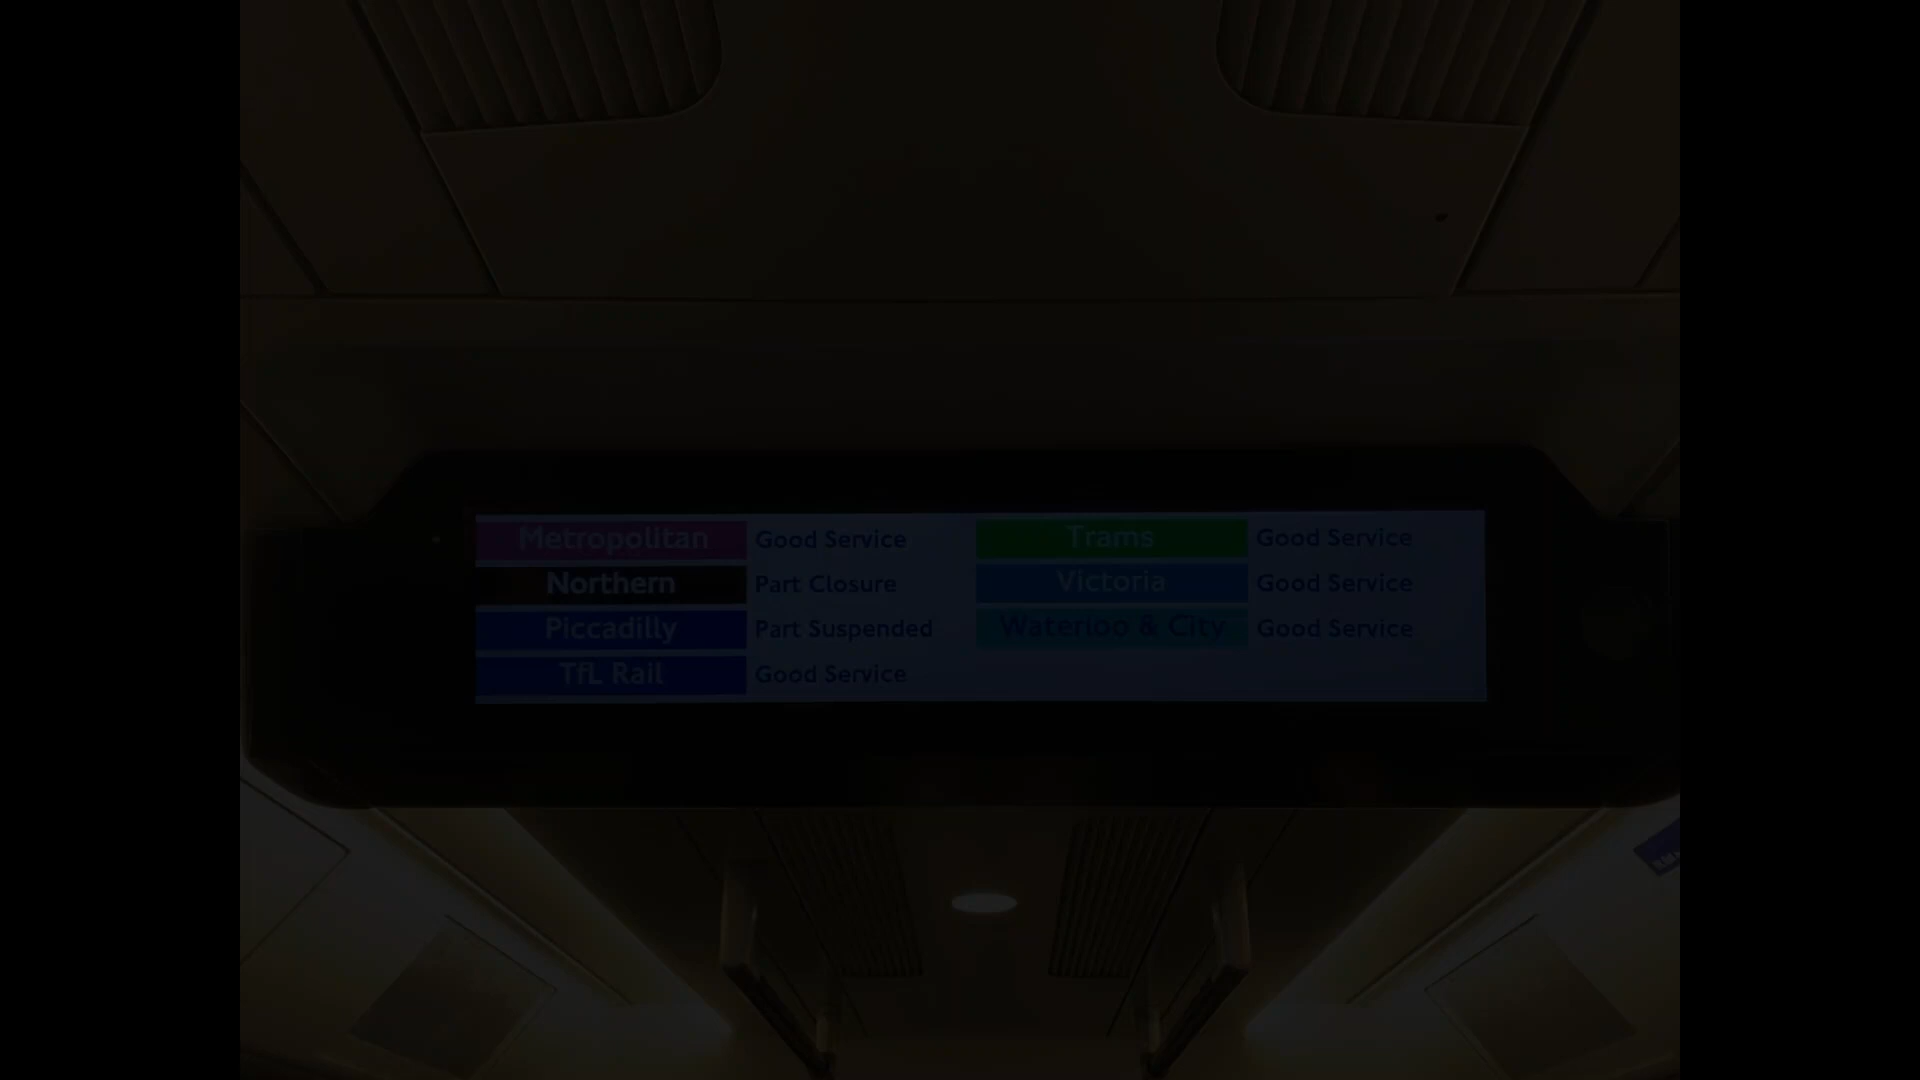 Metropolitan Good Service
Northern Part Closure
Piccadilly Part Suspended
TfL Rail Good Service
Trams Good Service
Victoria Good Service
Waterloo & City Good Service